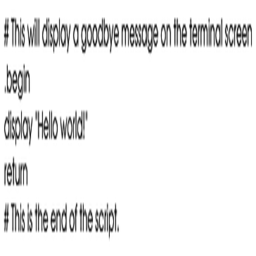 # This will display a goodbye message on the terminal screen
.begin
display "Hello world!"
return
# This is the end of the script.